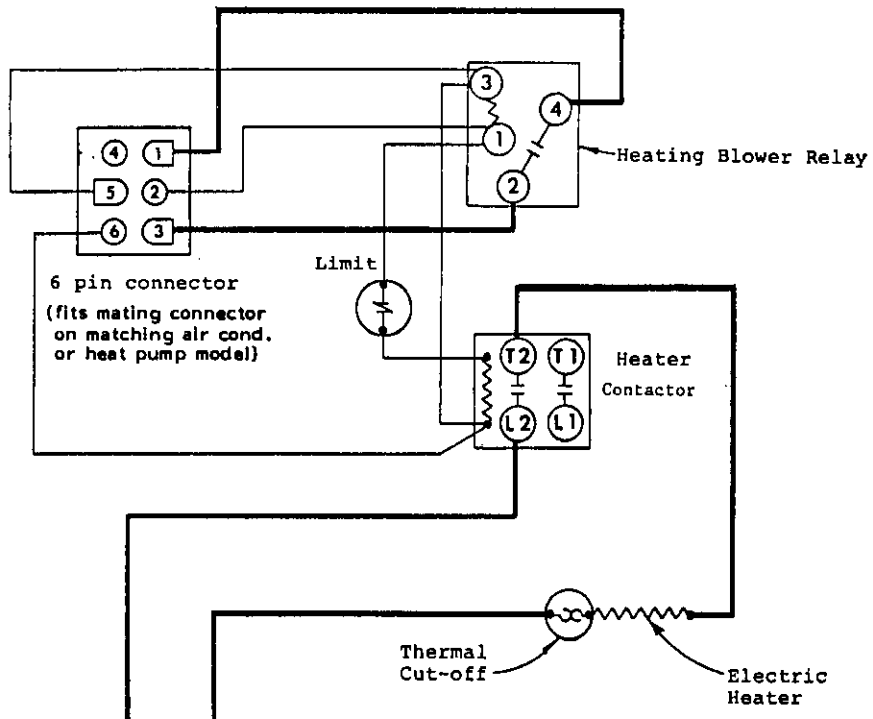 3
4
1
2
Heating Blower Relay
4 1
5 2
6 3
6 pin connector
(fits mating connector
on matching air cond.
or heat pump model)
Limit
T2 T1
L2 L1
Heater
Contactor
Thermal
Cut-off
Electric
Heater